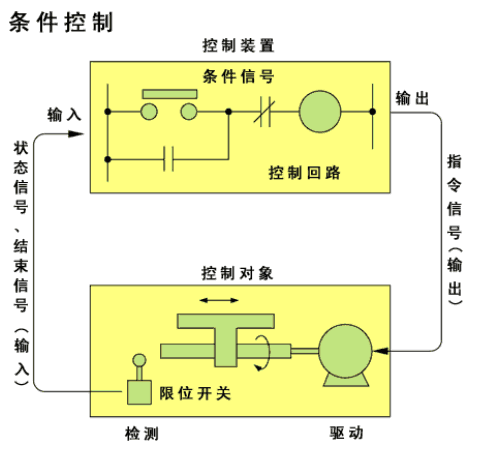 条件控制
控制装置
条件信号
输入
输出
控制回路
状态信号、结束信号(输入)
指令信号(输出)
控制对象
限位开关
检测
驱动